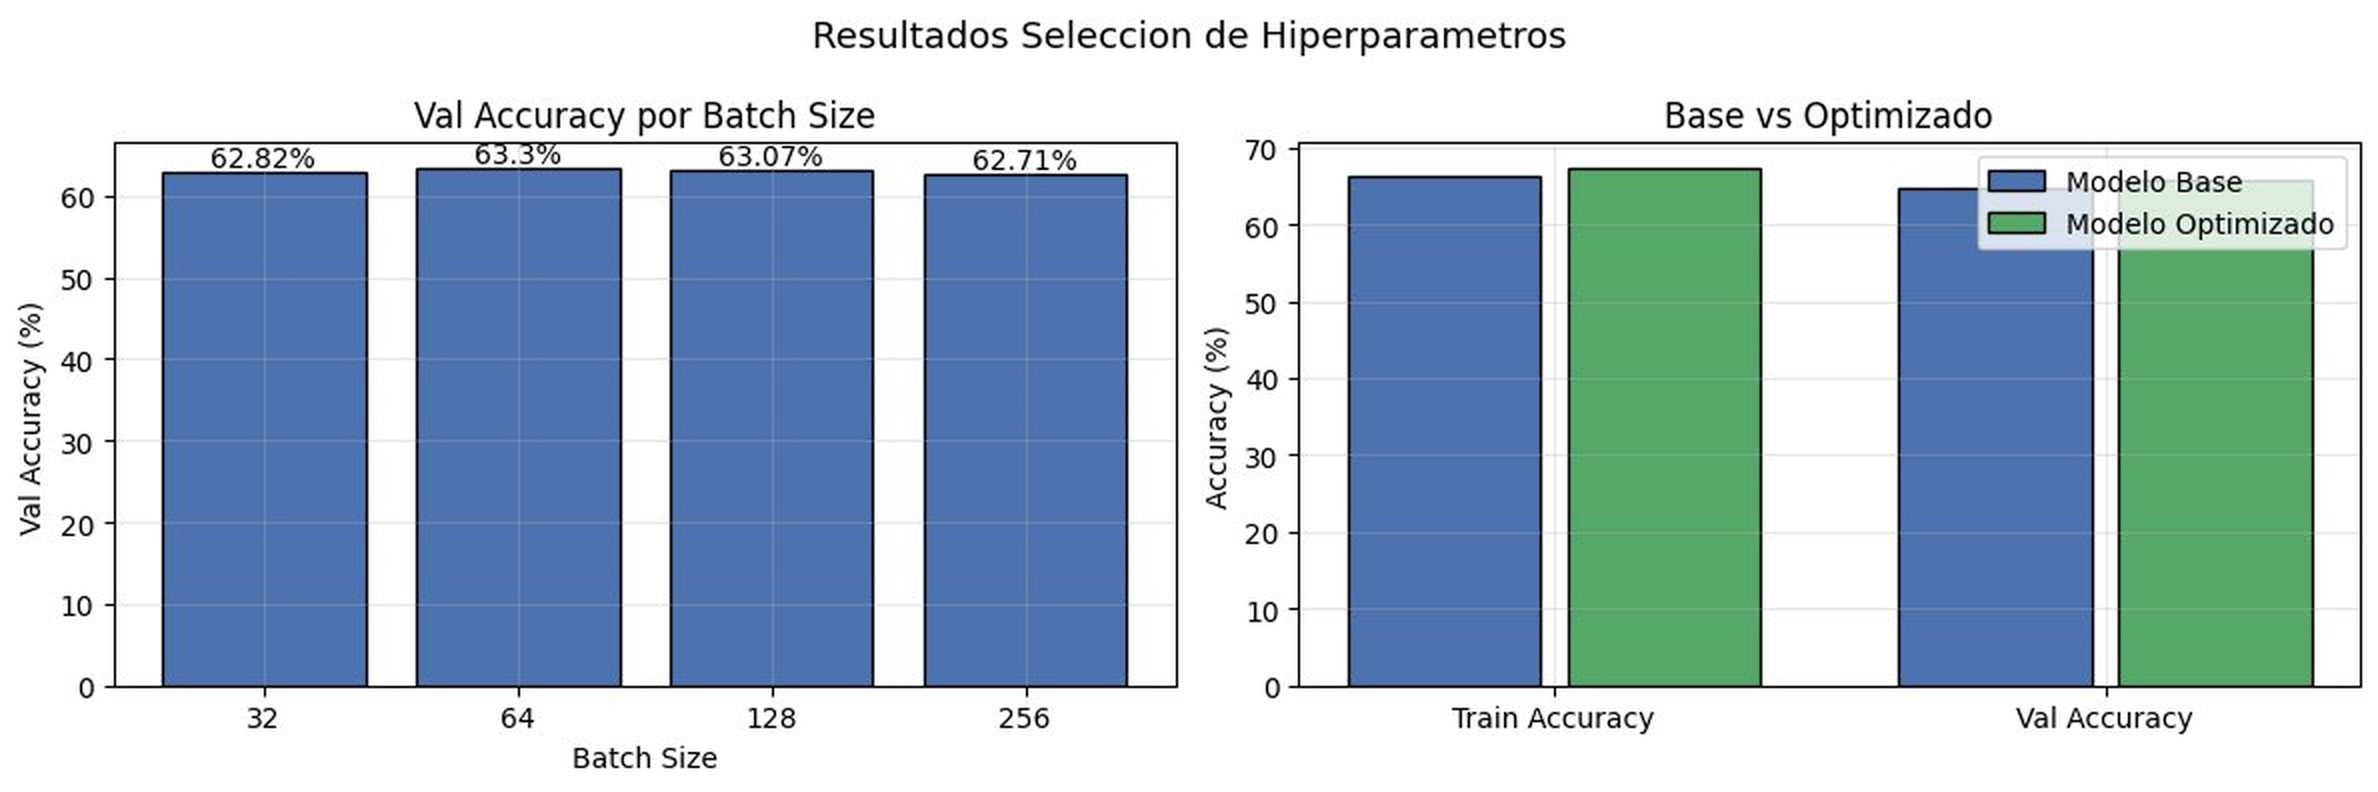 Resultados Seleccion de Hiperparametros
Val Accuracy por Batch Size
62.82%
63.3%
63.07%
62.71%
Val Accuracy (%)
60
50
40
30
20
10
0
32
64
128
256
Batch Size
Base vs Optimizado
Modelo Base
Modelo Optimizado
Accuracy (%)
70
60
50
40
30
20
10
0
Train Accuracy
Val Accuracy